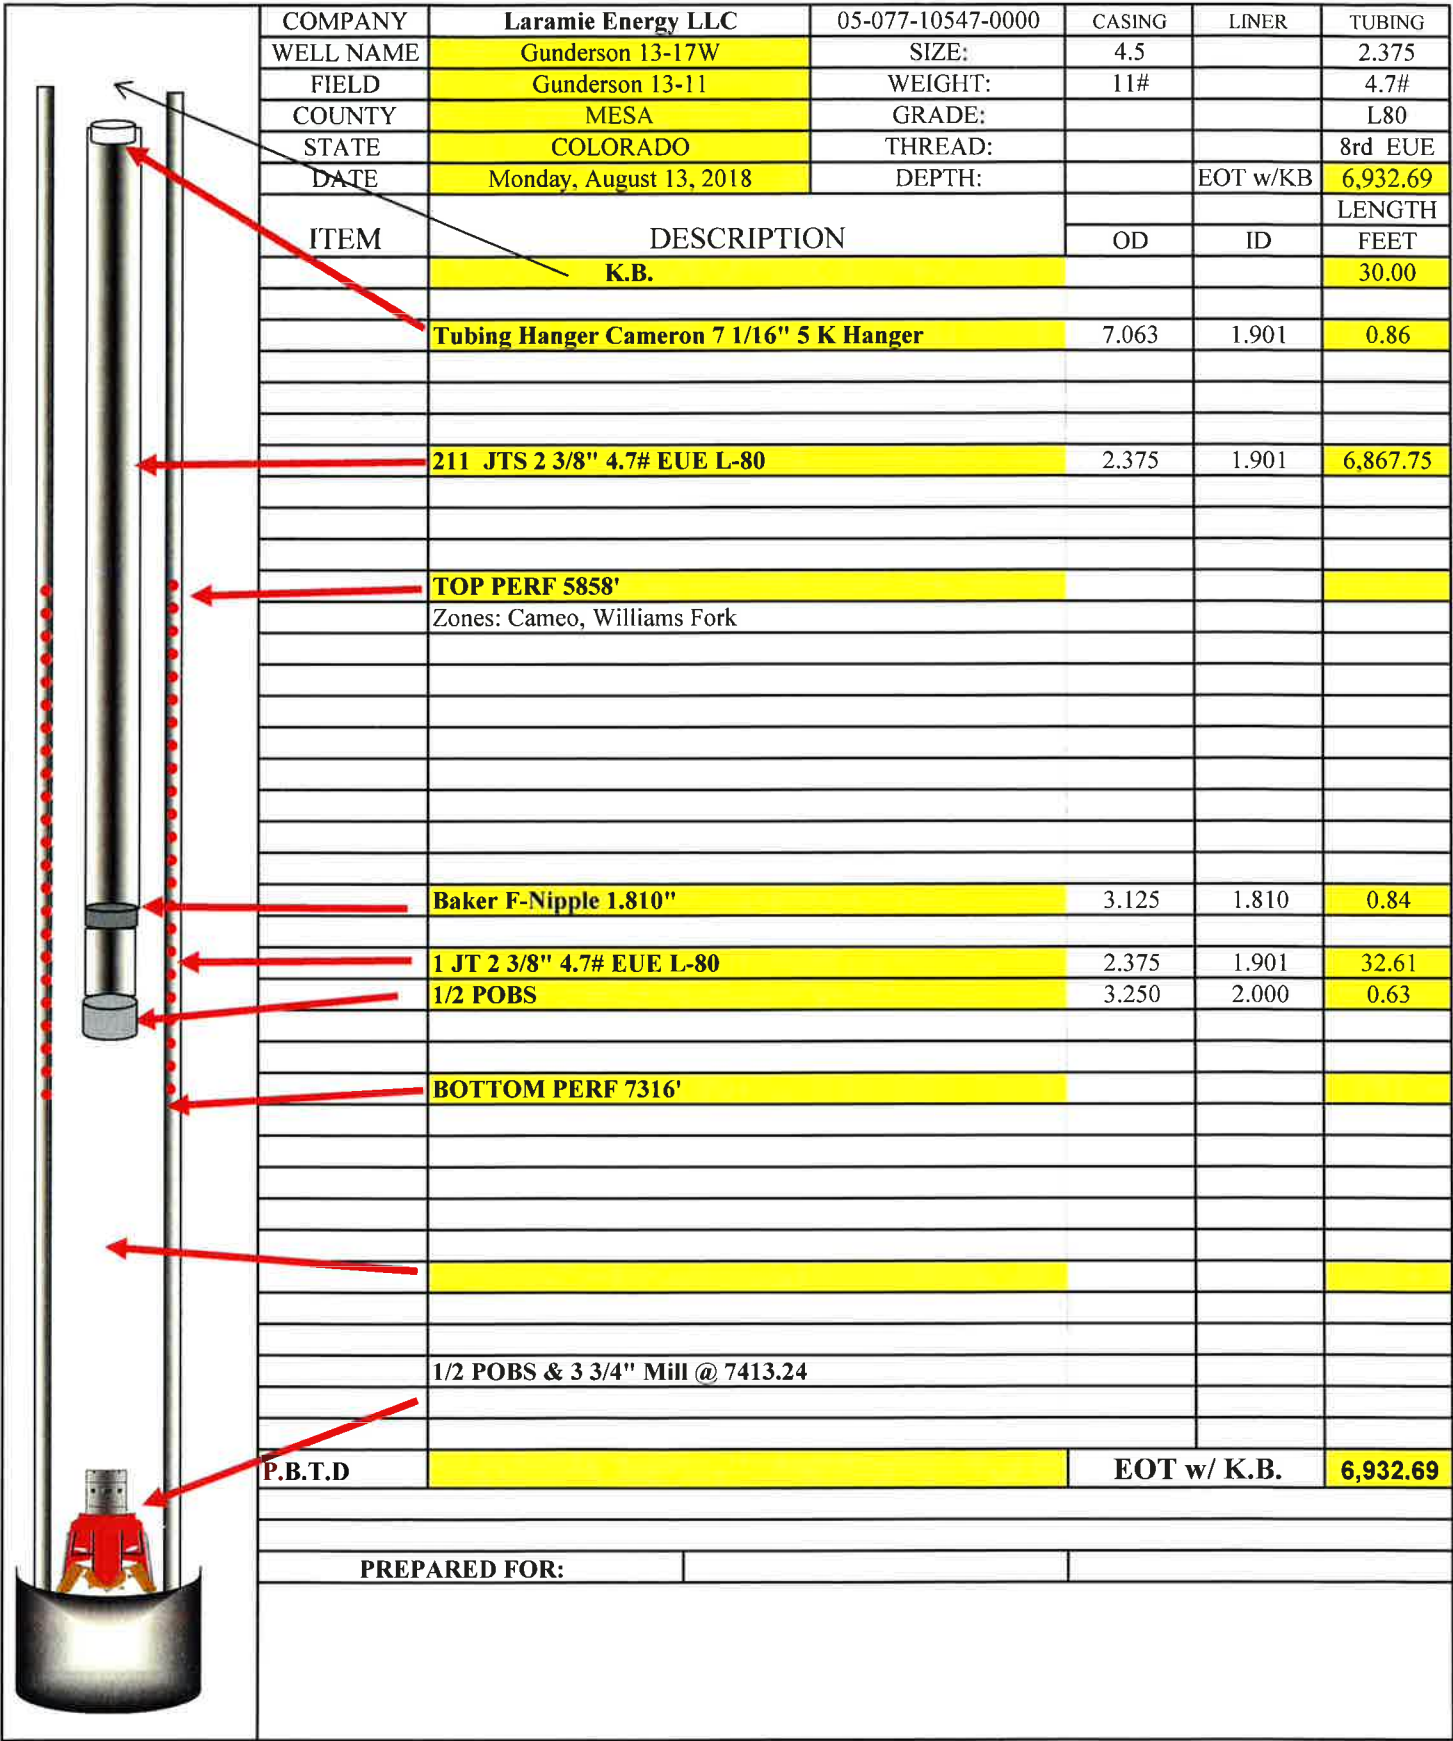 COMPANY Laramie Energy LLC 05-077-10547-0000 CASING LINER TUBING
WELL NAME Gunderson 13-17W SIZE: 4.5 2.375
FIELD Gunderson 13-11 WEIGHT: 11# 4.7#
COUNTY MESA GRADE: L80
STATE COLORADO THREAD: 8rd EUE
DATE Monday, August 13, 2018 DEPTH: EOT w/KB 6,932.69
LENGTH
ITEM DESCRIPTION OD ID FEET
K.B. 30.00
Tubing Hanger Cameron 7 1/16" 5 K Hanger 7.063 1.901 0.86
211 JTS 2 3/8" 4.7# EUE L-80 2.375 1.901 6,867.75
TOP PERF 5858'
Zones: Cameo, Williams Fork
Baker F-Nipple 1.810" 3.125 1.810 0.84
1 JT 2 3/8" 4.7# EUE L-80 2.375 1.901 32.61
1/2 POBS 3.250 2.000 0.63
BOTTOM PERF 7316'
1/2 POBS & 3 3/4" Mill @ 7413.24
P.B.T.D EOT w/ K.B. 6,932.69
PREPARED FOR: